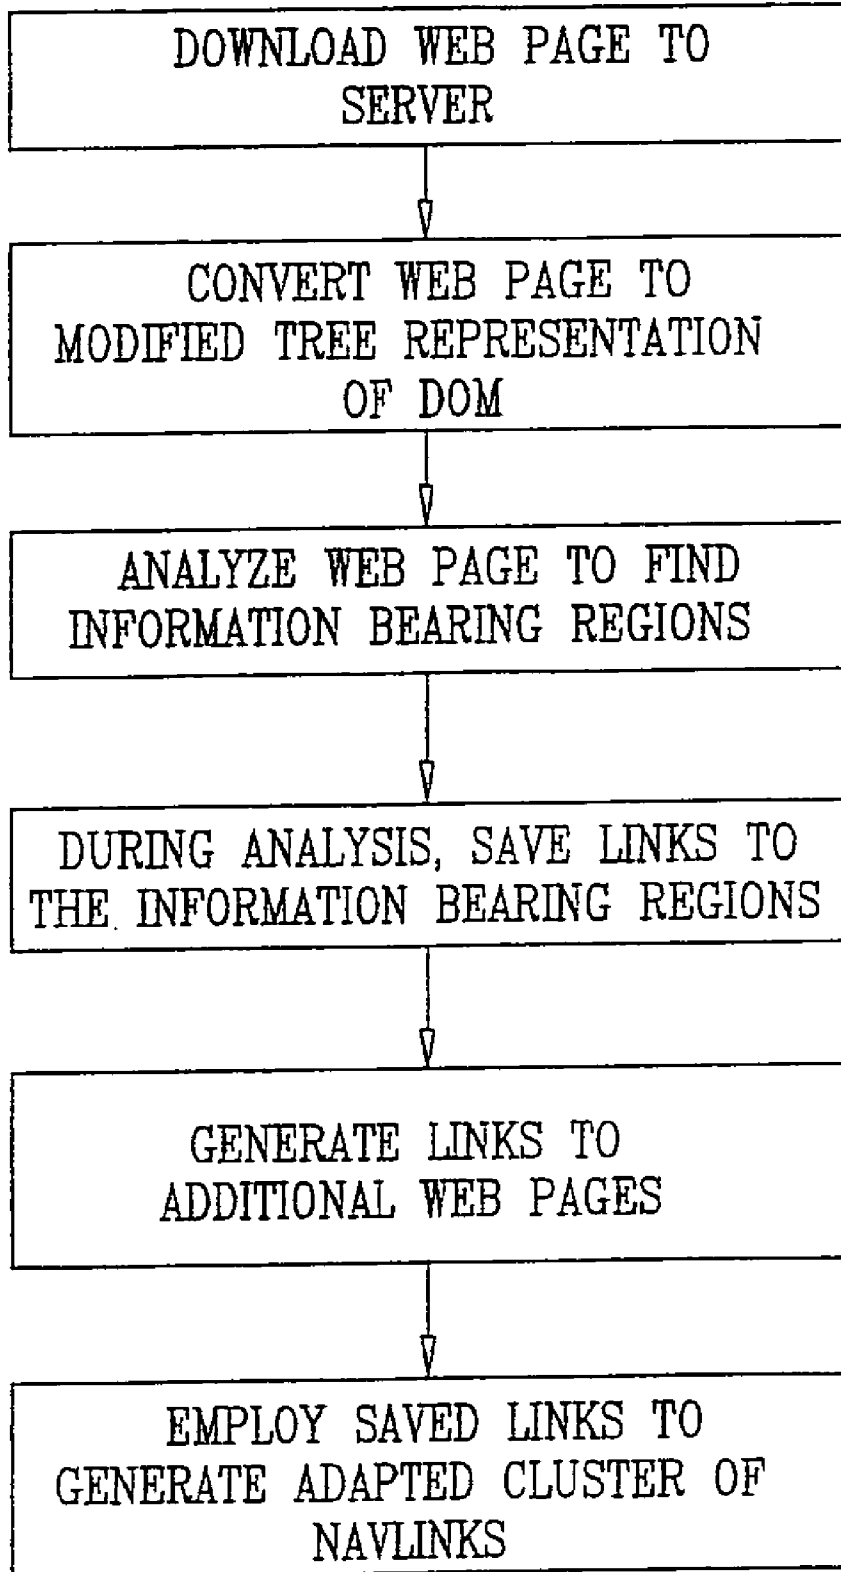 DOWNLOAD WEB PAGE TO
SERVER
CONVERT WEB PAGE TO
MODIFIED TREE REPRESENTATION
OF DOM
ANALYZE WEB PAGE TO FIND
INFORMATION BEARING REGIONS
DURING ANALYSIS, SAVE LINKS TO
THE INFORMATION BEARING REGIONS
GENERATE LINKS TO
ADDITIONAL WEB PAGES
EMPLOY SAVED LINKS TO
GENERATE ADAPTED CLUSTER OF
NAVLINKS